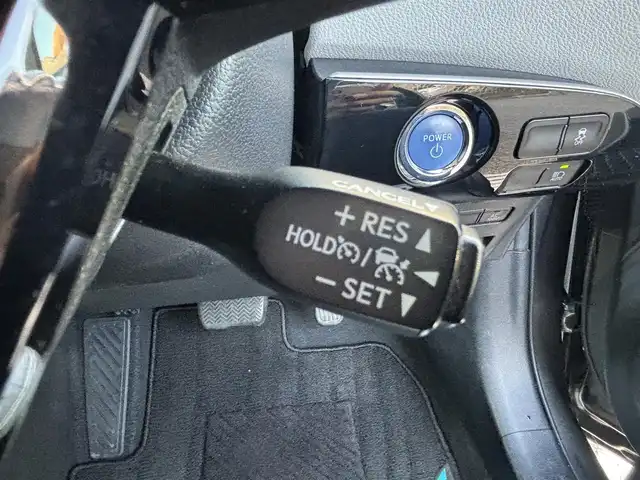 POWER
CANCEL
+ RES
HOLD /
− SET